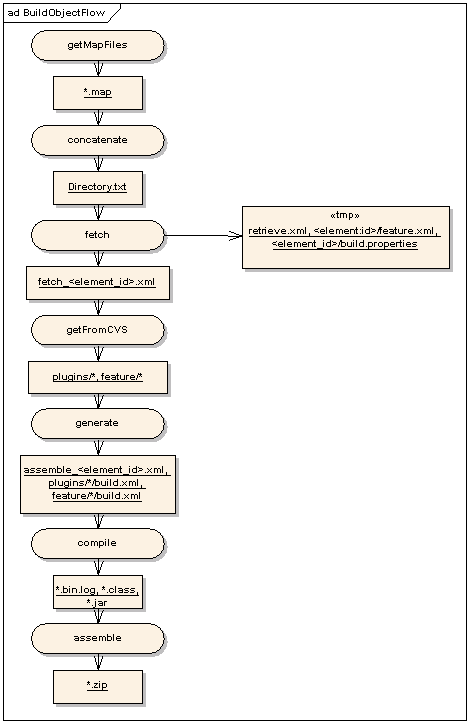 ad BuildObjectFlow
getMapFiles
*.map
concatenate
Directory.txt
fetch
«tmp»
retrieve.xml, <element:id>/feature.xml,
<element_id>/build.properties
fetch_<element_id>.xml
getFromCVS
plugins/*, feature/*
generate
assemble_<element_id>.xml,
plugins/*/build.xml,
feature/*/build.xml
compile
*.bin.log, *.class,
*.jar
assemble
*.zip